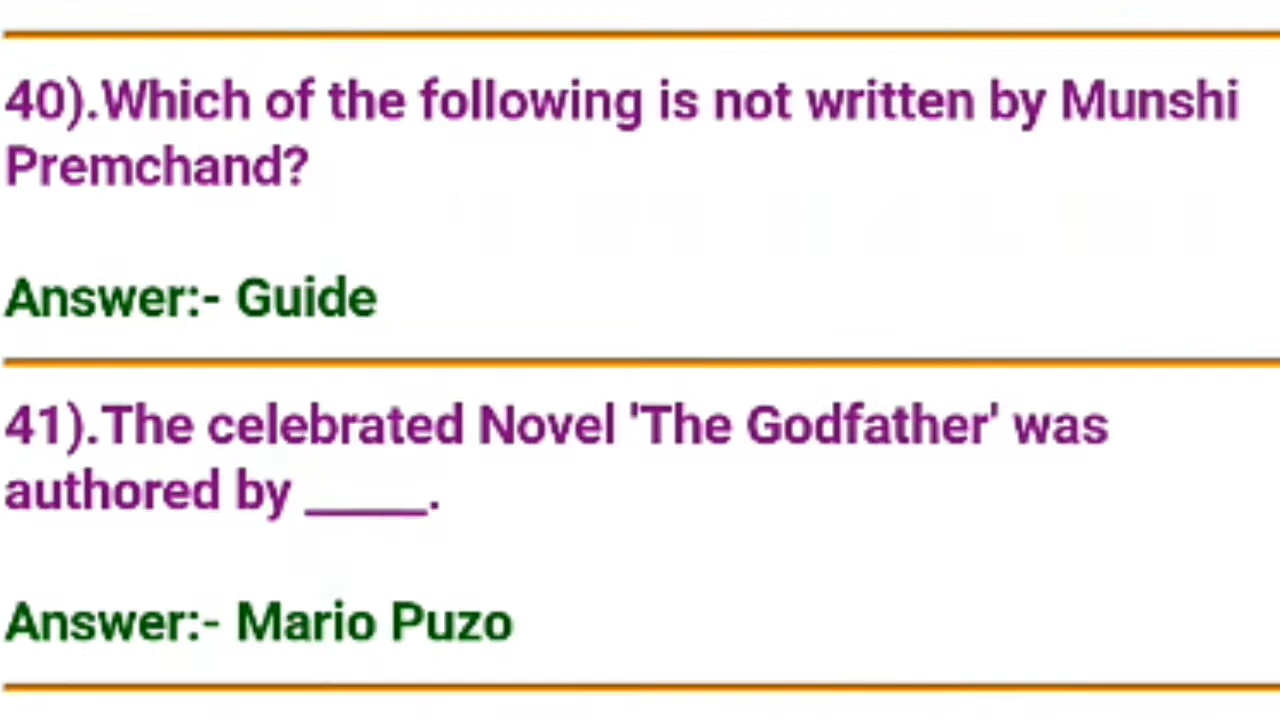 40).Which of the following is not written by Munshi
Premchand?
Answer:- Guide
41).The celebrated Novel 'The Godfather' was
authored by _____.
Answer:- Mario Puzo